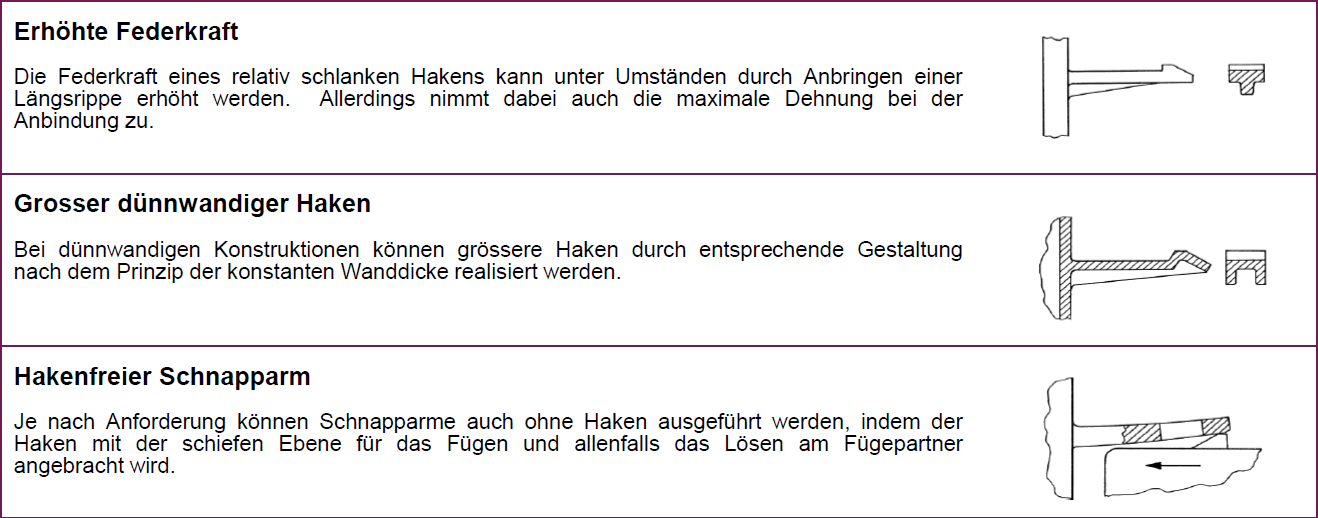 Erhöhte Federkraft
Die Federkraft eines relativ schlanken Hakens kann unter Umständen durch Anbringen einer
Längsrippe erhöht werden.  Allerdings nimmt dabei auch die maximale Dehnung bei der
Anbindung zu.
Grosser dünnwandiger Haken
Bei dünnwandigen Konstruktionen können grössere Haken durch entsprechende Gestaltung
nach dem Prinzip der konstanten Wanddicke realisiert werden.
Hakenfreier Schnapparm
Je nach Anforderung können Schnapparme auch ohne Haken ausgeführt werden, indem der
Haken mit der schiefen Ebene für das Fügen und allenfalls das Lösen am Fügepartner
angebracht wird.